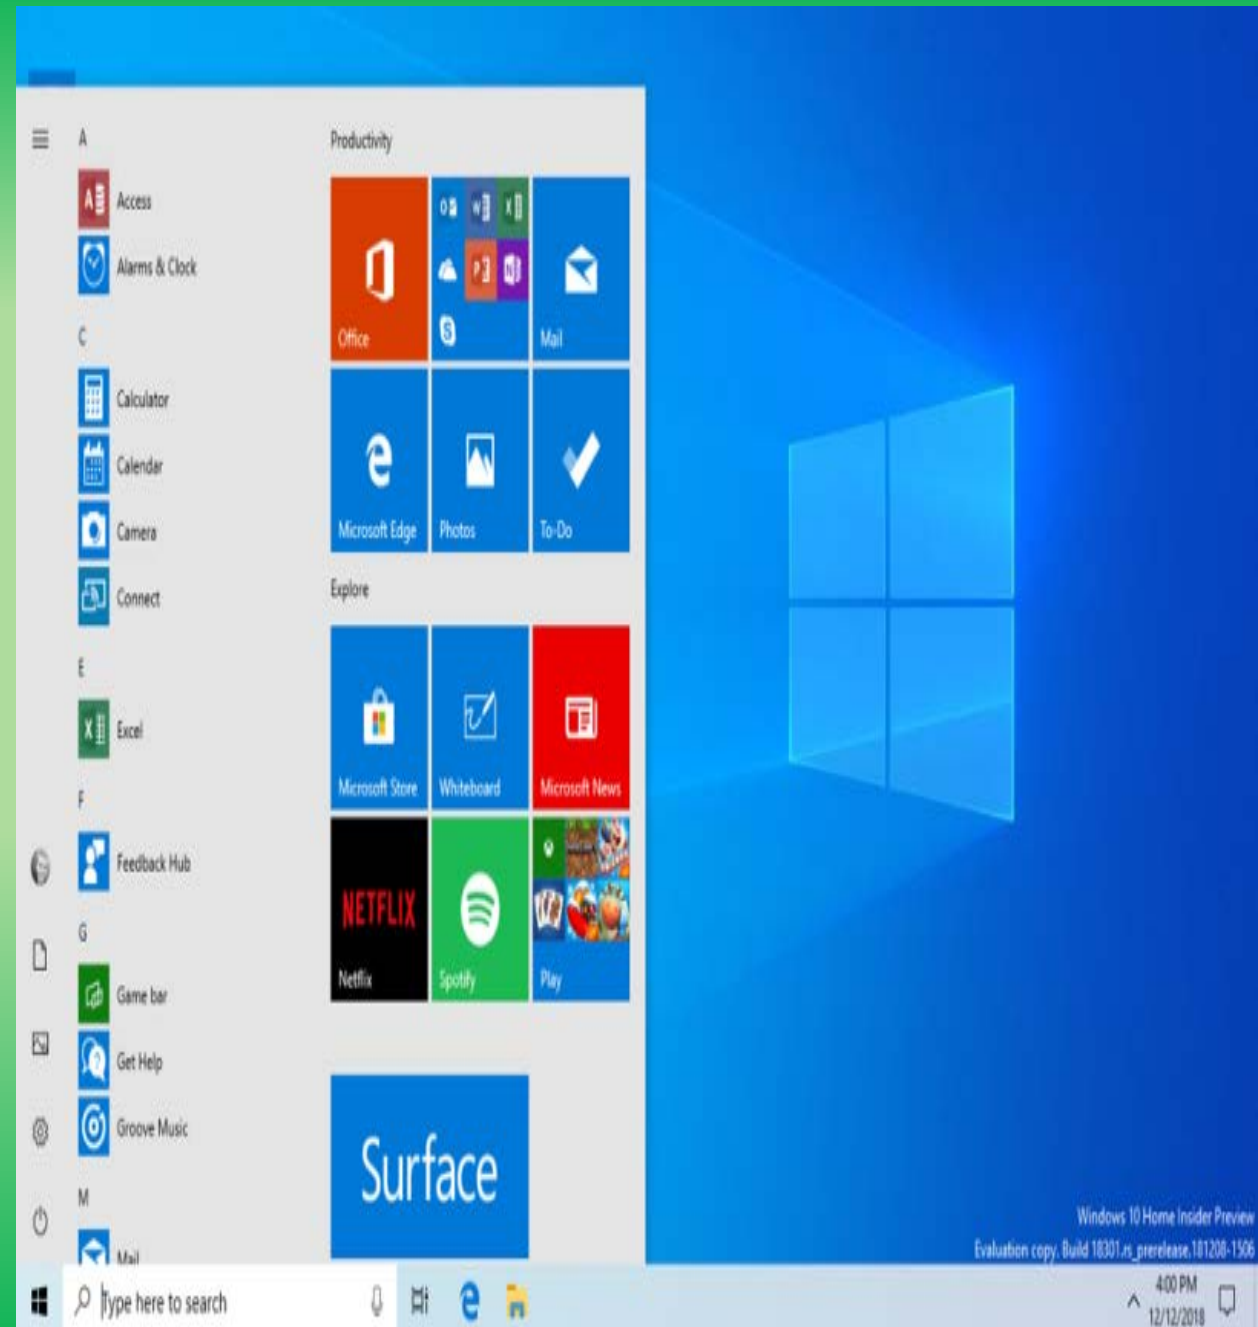 A
Access
Alarms & Clock
C
Calculator
Calendar
Camera
Connect
E
Excel
F
Feedback Hub
G
Game bar
Get Help
Groove Music
M
Mail
Productivity
Office
Mail
Microsoft Edge
Photos
To-Do
Explore
Microsoft Store
Whiteboard
Microsoft News
NETFLIX
Netflix
Spotify
Play
Surface
Windows 10 Home Insider Preview
Evaluation copy. Build 18301.rs_prerelease.181208-1506
Type here to search
4:00 PM
12/12/2018